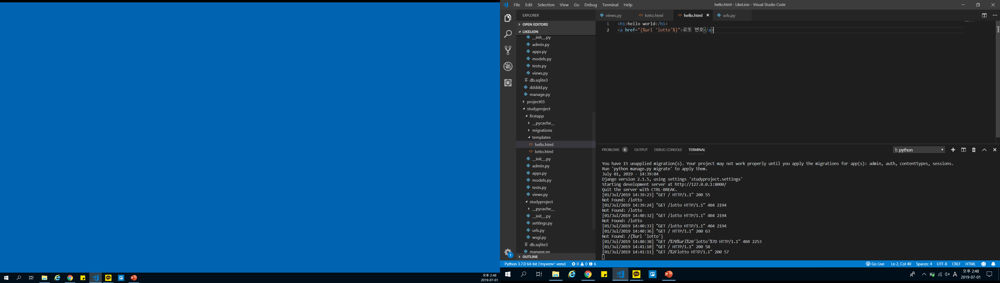 File Edit Selection View Go Debug Terminal Help
hello.html - LikeLion - Visual Studio Code
EXPLORER
OPEN EDITORS
LIKELION
__init__.py
admin.py
apps.py
models.py
tests.py
views.py
db.sqlite3
ddddd.py
manage.py
project03
studyproject
firstapp
__pycache__
migrations
templates
hello.html
lotto.html
__init__.py
admin.py
apps.py
models.py
tests.py
views.py
studyproject
__pycache__
__init__.py
settings.py
urls.py
wsgi.py
db.sqlite3
manage.py
OUTLINE
1
views.py lotto.html hello.html urls.py
1 <h1>hello world</h1>
2 <a href="{%url 'lotto'%}">로또 번호</a>
PROBLEMS 6 OUTPUT DEBUG CONSOLE TERMINAL
1: python
You have 15 unapplied migration(s). Your project may not work properly until you apply the migrations for app(s): admin, auth, contenttypes, sessions.
Run 'python manage.py migrate' to apply them.
July 01, 2019 - 14:39:04
Django version 2.1.5, using settings 'studyproject.settings'
Starting development server at http://127.0.0.1:8000/
Quit the server with CTRL-BREAK.
[01/Jul/2019 14:39:23] "GET / HTTP/1.1" 200 55
Not Found: /lotto
[01/Jul/2019 14:39:24] "GET /lotto HTTP/1.1" 404 2194
Not Found: /lotto
[01/Jul/2019 14:40:32] "GET /lotto HTTP/1.1" 404 2194
Not Found: /lotto
[01/Jul/2019 14:40:33] "GET /lotto HTTP/1.1" 404 2194
[01/Jul/2019 14:40:36] "GET / HTTP/1.1" 200 63
Not Found: /{%url 'lotto'}
[01/Jul/2019 14:40:38] "GET /%7B%url%20'lotto'%7D HTTP/1.1" 404 2253
[01/Jul/2019 14:41:10] "GET / HTTP/1.1" 200 58
[01/Jul/2019 14:41:11] "GET /%2Flotto HTTP/1.1" 200 57
Python 3.7.0 64-bit ('myvenv': venv) 0 0 6
Go Live Ln 2, Col 40 Spaces: 4 UTF-8 CRLF HTML
오후 2:48
2019-07-01
TALK
A
오후 2:48
2019-07-01
TALK